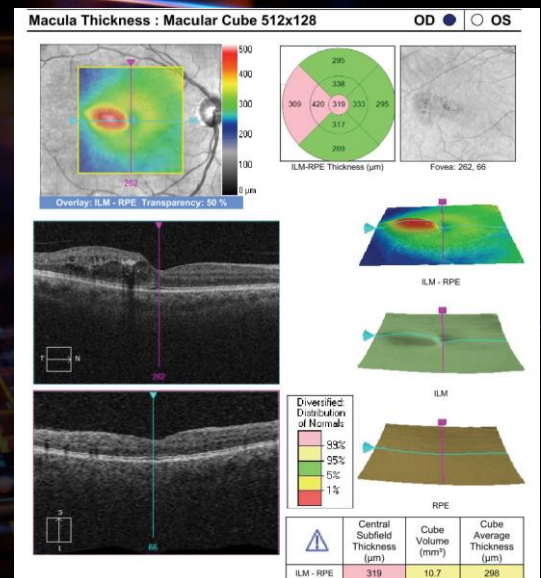 Macula Thickness : Macular Cube 512x128 OD OS
500
400
300
200
100
0 µm
262
Overlay: ILM - RPE Transparency: 50 %
295
338
309 420 319 333 295
317
299
ILM-RPE Thickness (µm)
Fovea: 262, 66
ILM - RPE
T N
262
ILM
Diversified:
Distribution
of Normals
99%
95%
5%
1%
RPE
S
I
66
Central Subfield Thickness (µm)
Cube Volume (mm³)
Cube Average Thickness (µm)
ILM - RPE 319 10.7 298